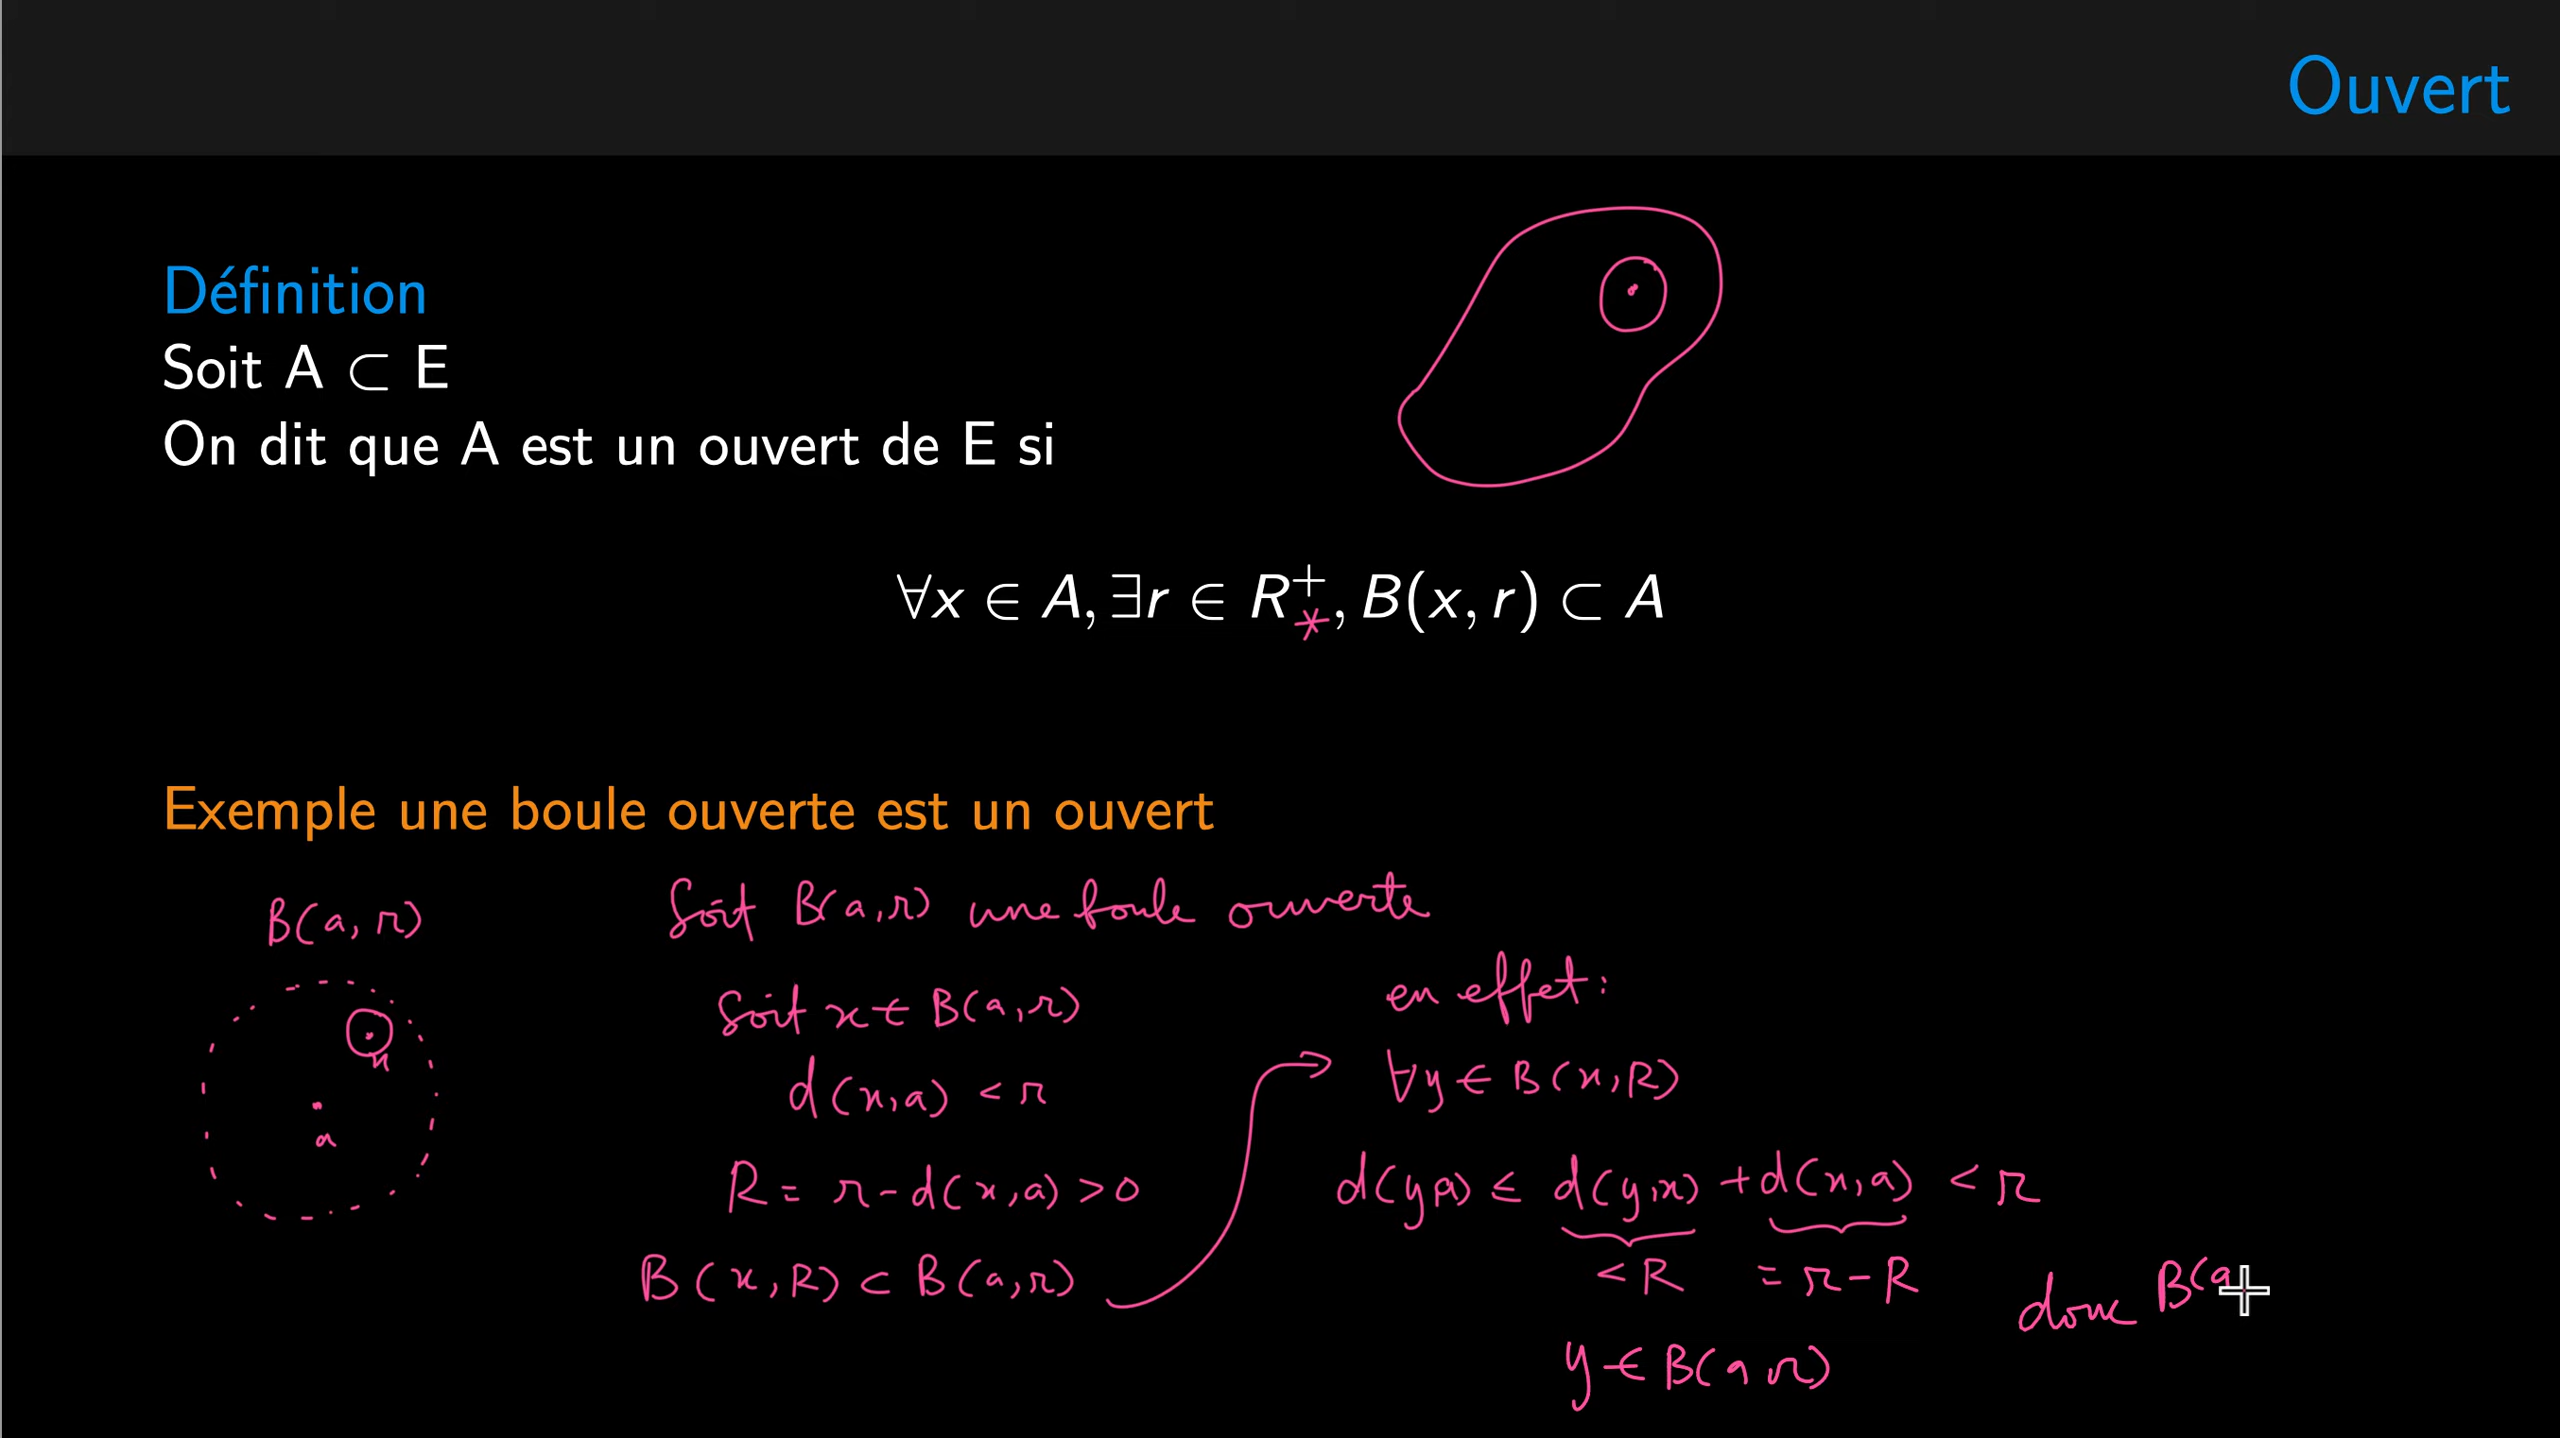 Ouvert
Définition
Soit A ⊂ E
On dit que A est un ouvert de E si
∀x ∈ A, ∃r ∈ R⁺*, B(x, r) ⊂ A
Exemple une boule ouverte est un ouvert
B(a, r)
x
a
Soit B(a, r) une boule ouverte
Soit x ∈ B(a, r)
d(x, a) < r
R = r - d(x, a) > 0
B(x, R) ⊂ B(a, r)
en effet :
∀y ∈ B(x, R)
d(y, a) ≤ d(y, x) + d(x, a) < r
< R = r - R
y ∈ B(a, r)
donc B(a